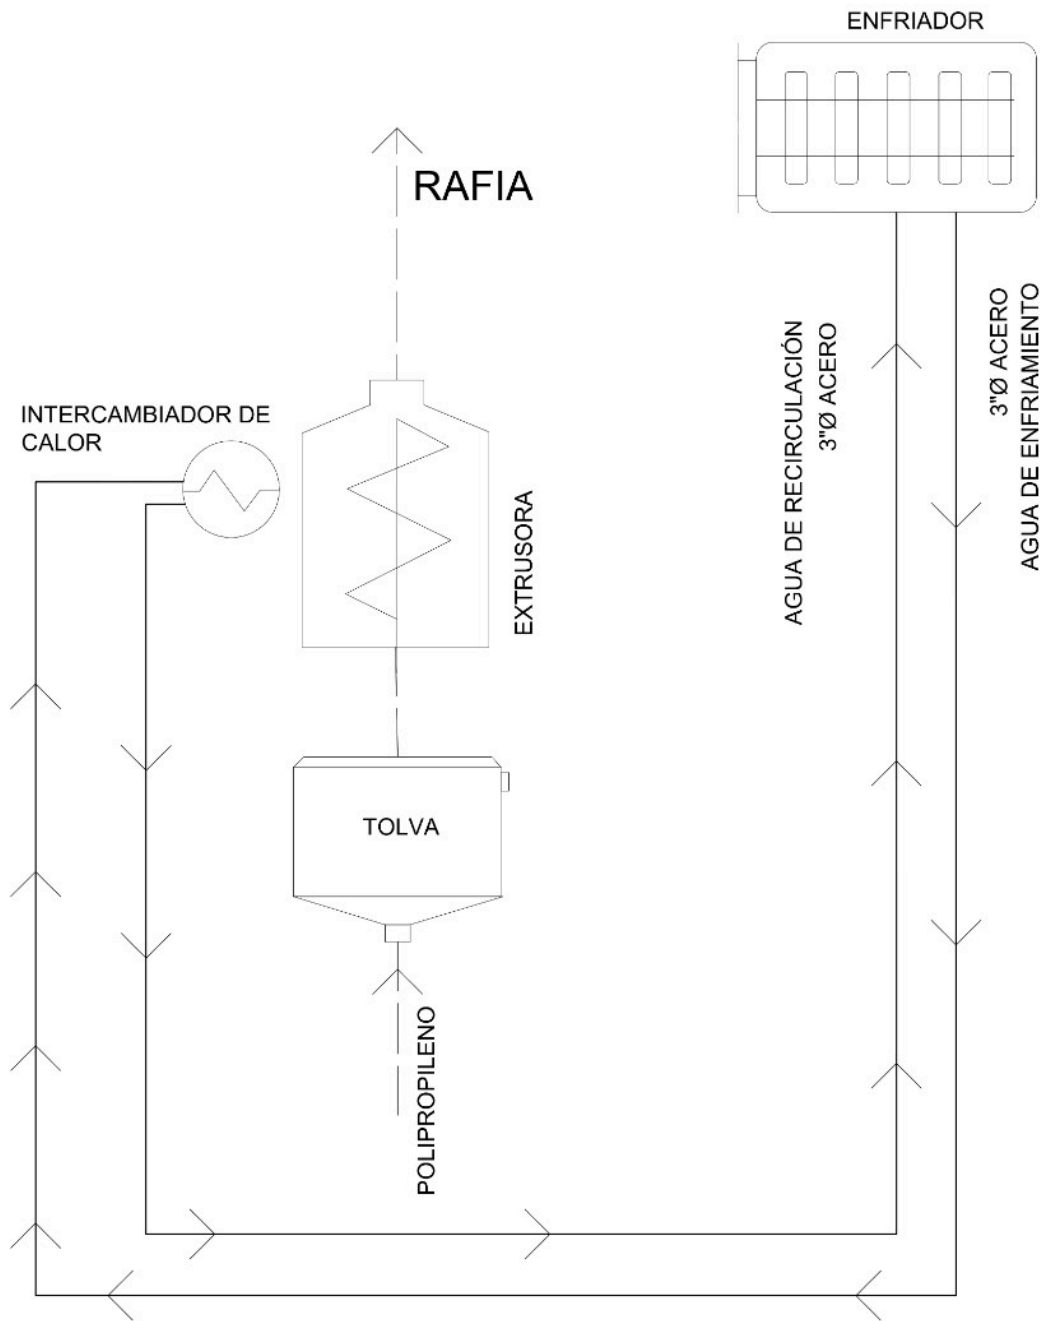 ENFRIADOR
RAFIA
INTERCAMBIADOR DE
CALOR
EXTRUSORA
AGUA DE RECIRCULACIÓN
3"Ø ACERO
3"Ø ACERO
AGUA DE ENFRIAMIENTO
TOLVA
POLIPROPILENO